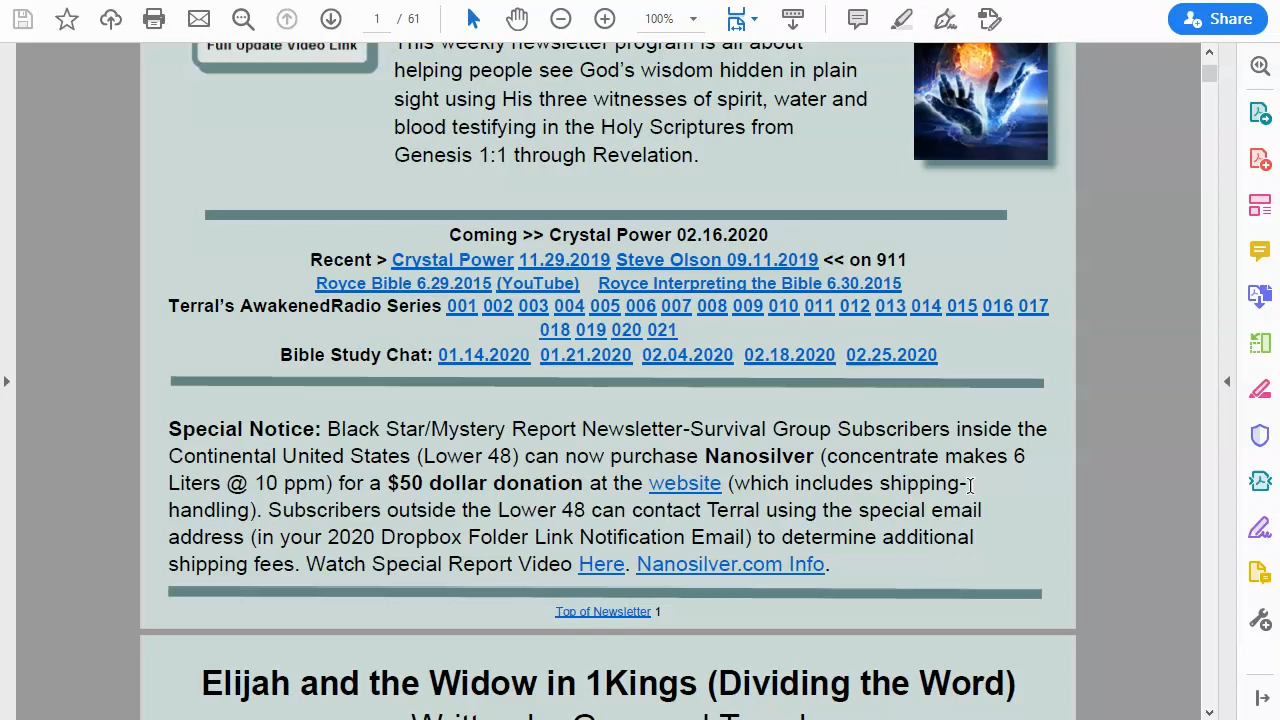 1 / 61
100%
Share
Full Update Video Link
This weekly newsletter program is all about
helping people see God's wisdom hidden in plain
sight using His three witnesses of spirit, water and
blood testifying in the Holy Scriptures from
Genesis 1:1 through Revelation.
Coming >> Crystal Power 02.16.2020
Recent > Crystal Power 11.29.2019 Steve Olson 09.11.2019 << on 911
Royce Bible 6.29.2015 (YouTube) Royce Interpreting the Bible 6.30.2015
Terral's AwakenedRadio Series 001 002 003 004 005 006 007 008 009 010 011 012 013 014 015 016 017
018 019 020 021
Bible Study Chat: 01.14.2020 01.21.2020 02.04.2020 02.18.2020 02.25.2020
Special Notice: Black Star/Mystery Report Newsletter-Survival Group Subscribers inside the
Continental United States (Lower 48) can now purchase Nanosilver (concentrate makes 6
Liters @ 10 ppm) for a $50 dollar donation at the website (which includes shipping-
handling). Subscribers outside the Lower 48 can contact Terral using the special email
address (in your 2020 Dropbox Folder Link Notification Email) to determine additional
shipping fees. Watch Special Report Video Here. Nanosilver.com Info.
Top of Newsletter 1
Elijah and the Widow in 1Kings (Dividing the Word)